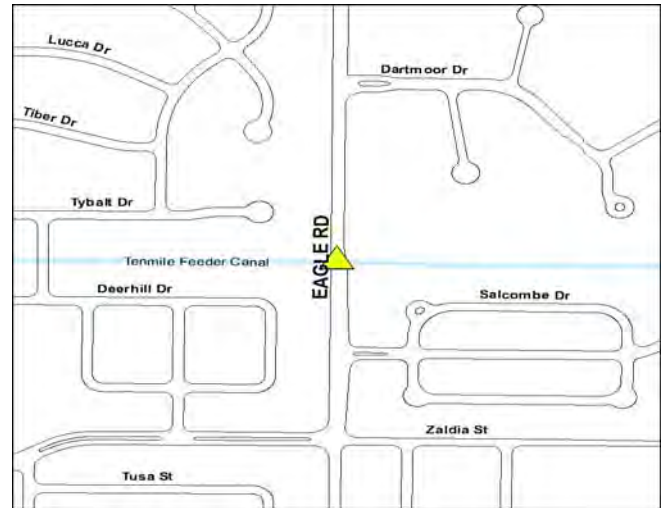 Lucca Dr
Dartmoor Dr
Tiber Dr
Tybalt Dr
EAGLE RD
Tenmile Feeder Canal
Deerhill Dr
Salcombe Dr
Zaldia St
Tusa St